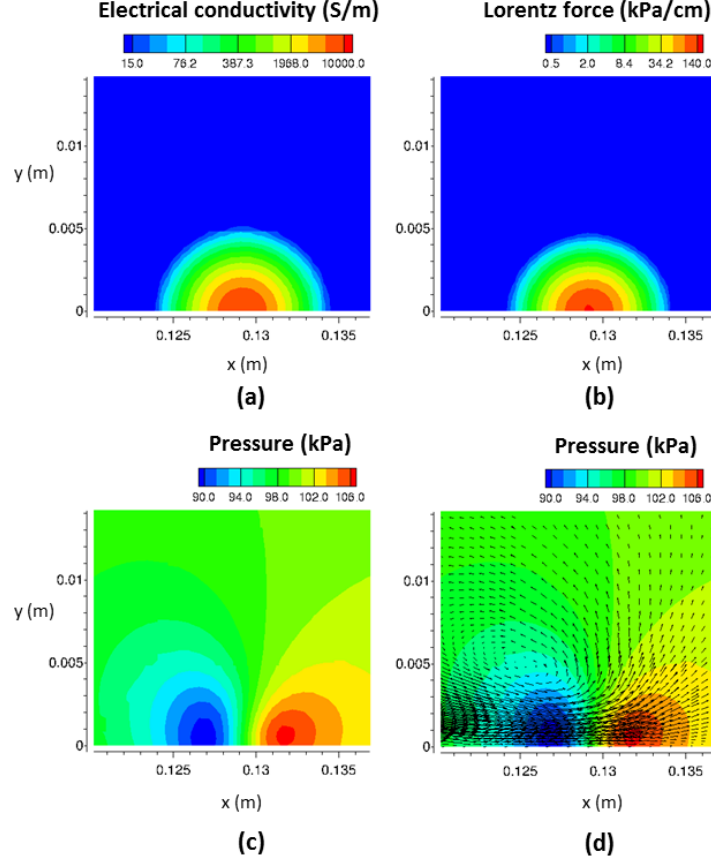 Electrical conductivity (S/m)
Lorentz force (kPa/cm)
15.0 76.2 387.3 1968.0 10000.0
0.5 2.0 8.4 34.2 140.0
0.01
0.01
y (m)
y (m)
0.005
0.005
0
0
0.125 0.13 0.135
0.125 0.13 0.135
x (m)
x (m)
(a)
(b)
Pressure (kPa)
Pressure (kPa)
90.0 94.0 98.0 102.0 106.0
90.0 94.0 98.0 102.0 106.0
0.01
0.01
y (m)
y (m)
0.005
0.005
0
0
0.125 0.13 0.135
0.125 0.13 0.135
x (m)
x (m)
(c)
(d)